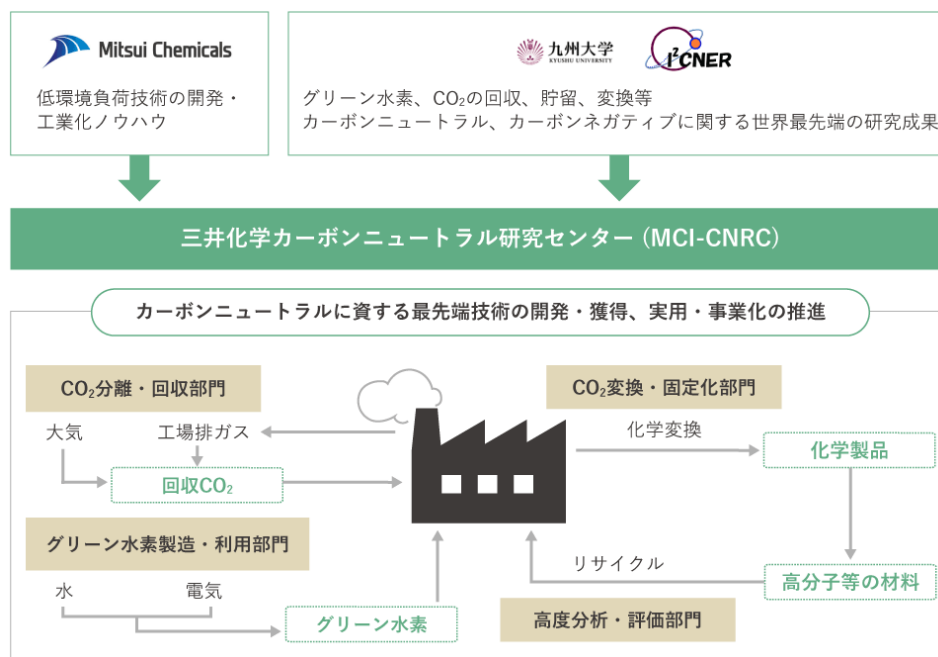 Mitsui Chemicals
低環境負荷技術の開発・
工業化ノウハウ
九州大学
KYUSHU UNIVERSITY
I²CNER
グリーン水素、CO₂の回収、貯留、変換等
カーボンニュートラル、カーボンネガティブに関する世界最先端の研究成果
三井化学カーボンニュートラル研究センター（MCI-CNRC）
カーボンニュートラルに資する最先端技術の開発・獲得、実用・事業化の推進
CO₂分離・回収部門
大気
工場排ガス
回収CO₂
グリーン水素製造・利用部門
水
電気
グリーン水素
CO₂変換・固定化部門
化学変換
化学製品
リサイクル
高分子等の材料
高度分析・評価部門